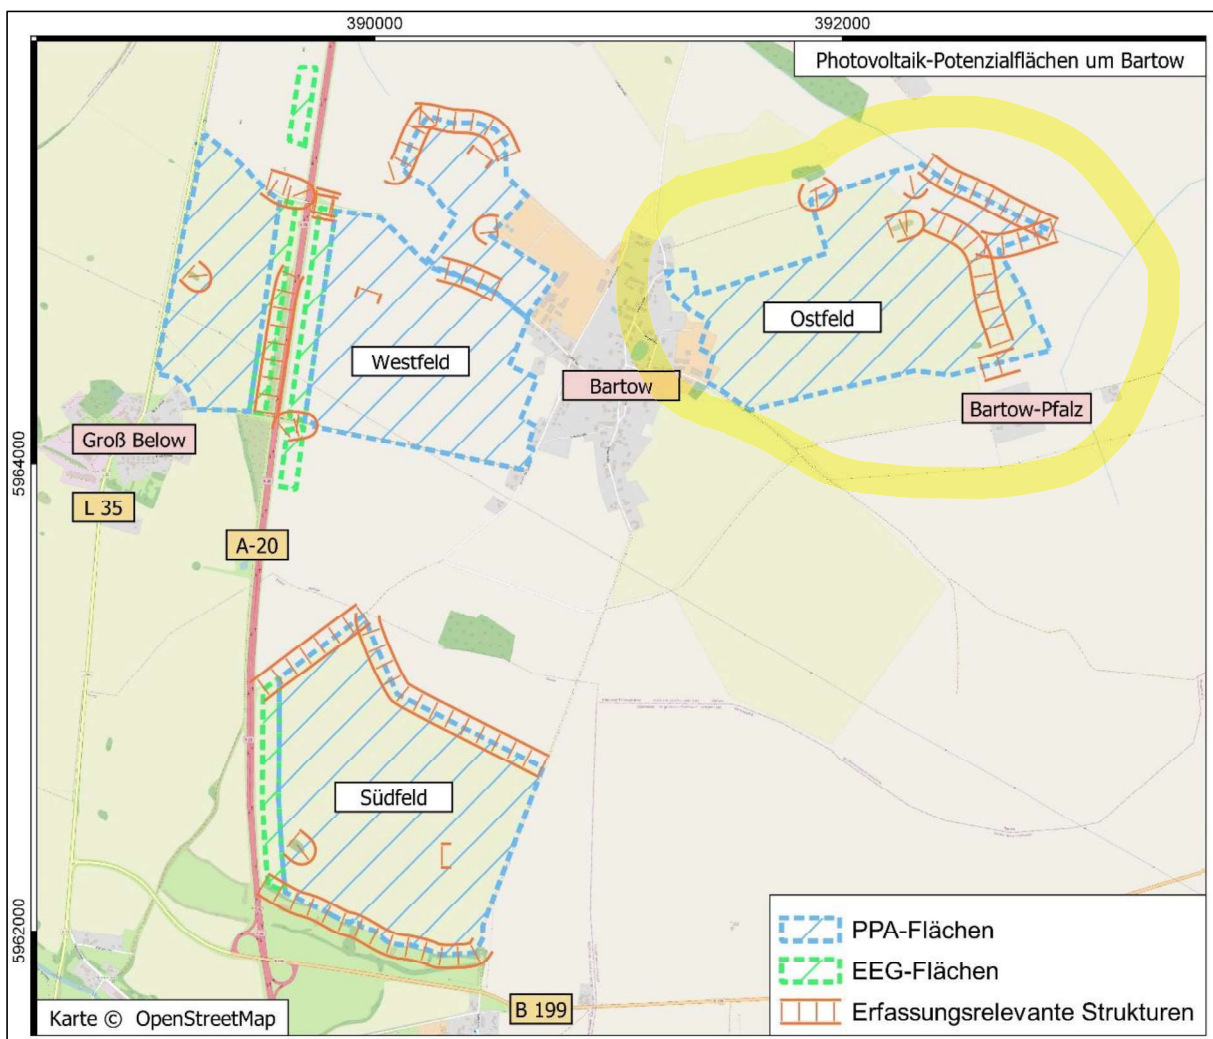 390000
392000
Photovoltaik-Potenzialflächen um Bartow
Ostfeld
Westfeld
Bartow
Bartow-Pfalz
Groß Below
5964000
L 35
A-20
Südfeld
5962000
PPA-Flächen
EEG-Flächen
Erfassungsrelevante Strukturen
B 199
Karte © OpenStreetMap